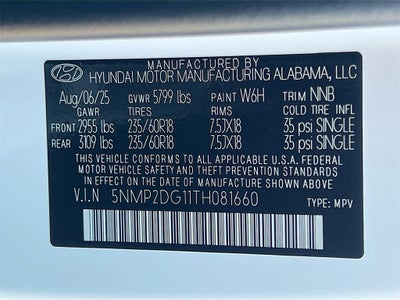 MANUFACTURED BY
HYUNDAI MOTOR MANUFACTURING ALABAMA, LLC
Aug/06/25 GVWR 5799 lbs PAINT W6H TRIM NNB
GAWR TIRES RIMS COLD TIRE INF.
FRONT 2955 lbs 235/60R18 7.5JX18 35 psi SINGLE
REAR 3109 lbs 235/60R18 7.5JX18 35 psi SINGLE
THIS VEHICLE CONFORMS TO ALL APPLICABLE U.S.A FEDERAL
MOTOR VEHICLE SAFETY, BUMPER, AND THEFT PREVENTION
STANDARDS IN EFFECT ON THE DATE OF MANUFACTURE SHOWN ABOVE.
V.I.N 5NMP2DG11TH081660 TYPE: MPV